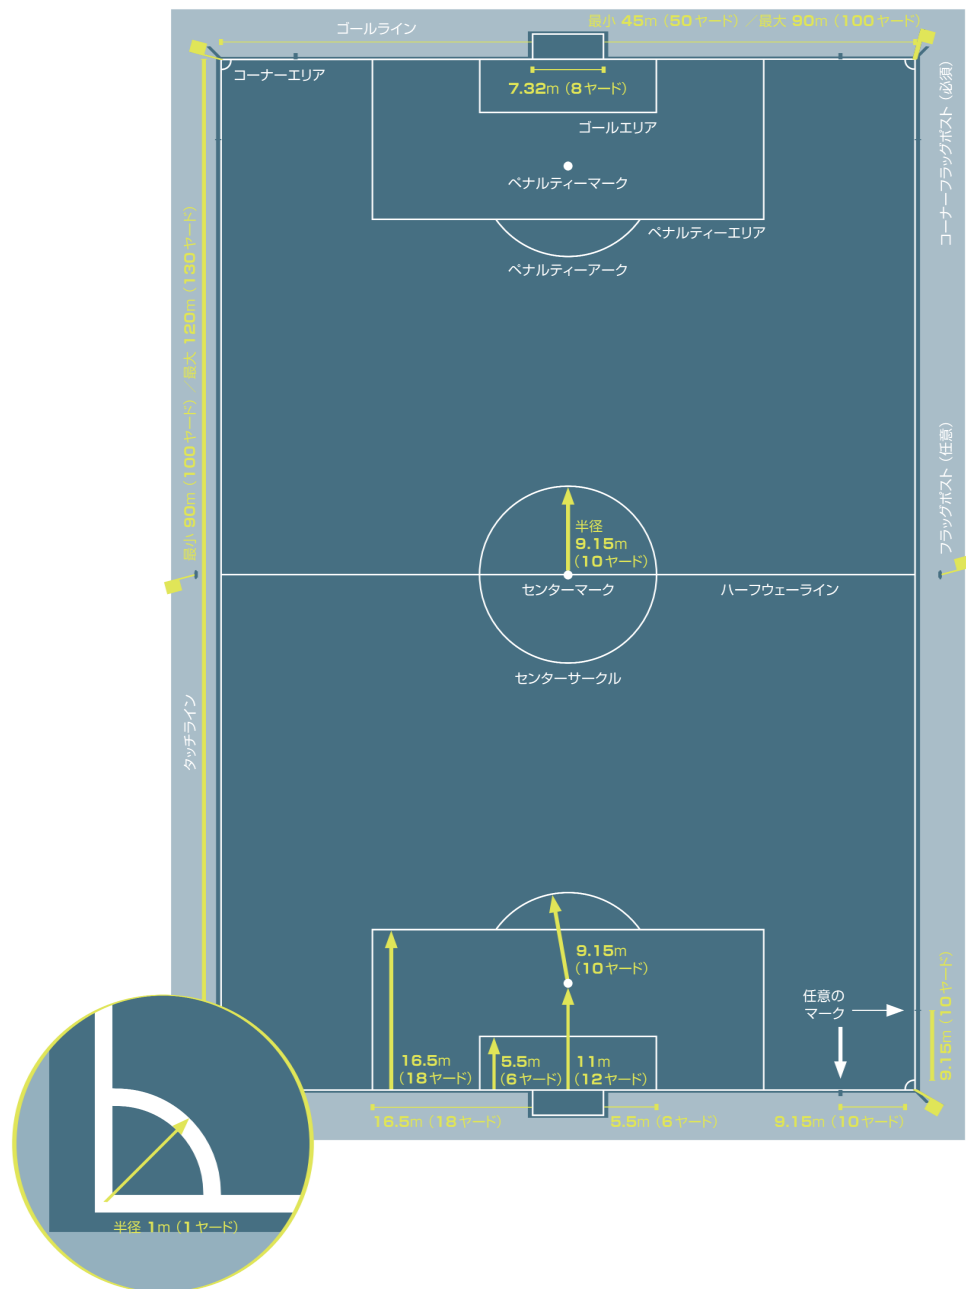 ゴールライン
最小 45m（50ヤード）／最大 90m（100ヤード）
コーナーエリア
7.32m（8ヤード）
ゴールエリア
ペナルティーマーク
ペナルティーエリア
ペナルティーアーク
コーナーフラッグポスト（必須）
最小 90m（100ヤード）／最大 120m（130ヤード）
フラッグポスト（任意）
半径
9.15m
（10ヤード）
センターマーク
ハーフウェーライン
センターサークル
タッチライン
9.15m
（10ヤード）
任意の
マーク
9.15m（10ヤード）
16.5m
（18ヤード）
5.5m
（6ヤード）
11m
（12ヤード）
16.5m（18ヤード）
5.5m（6ヤード）
9.15m（10ヤード）
半径 1m（1ヤード）